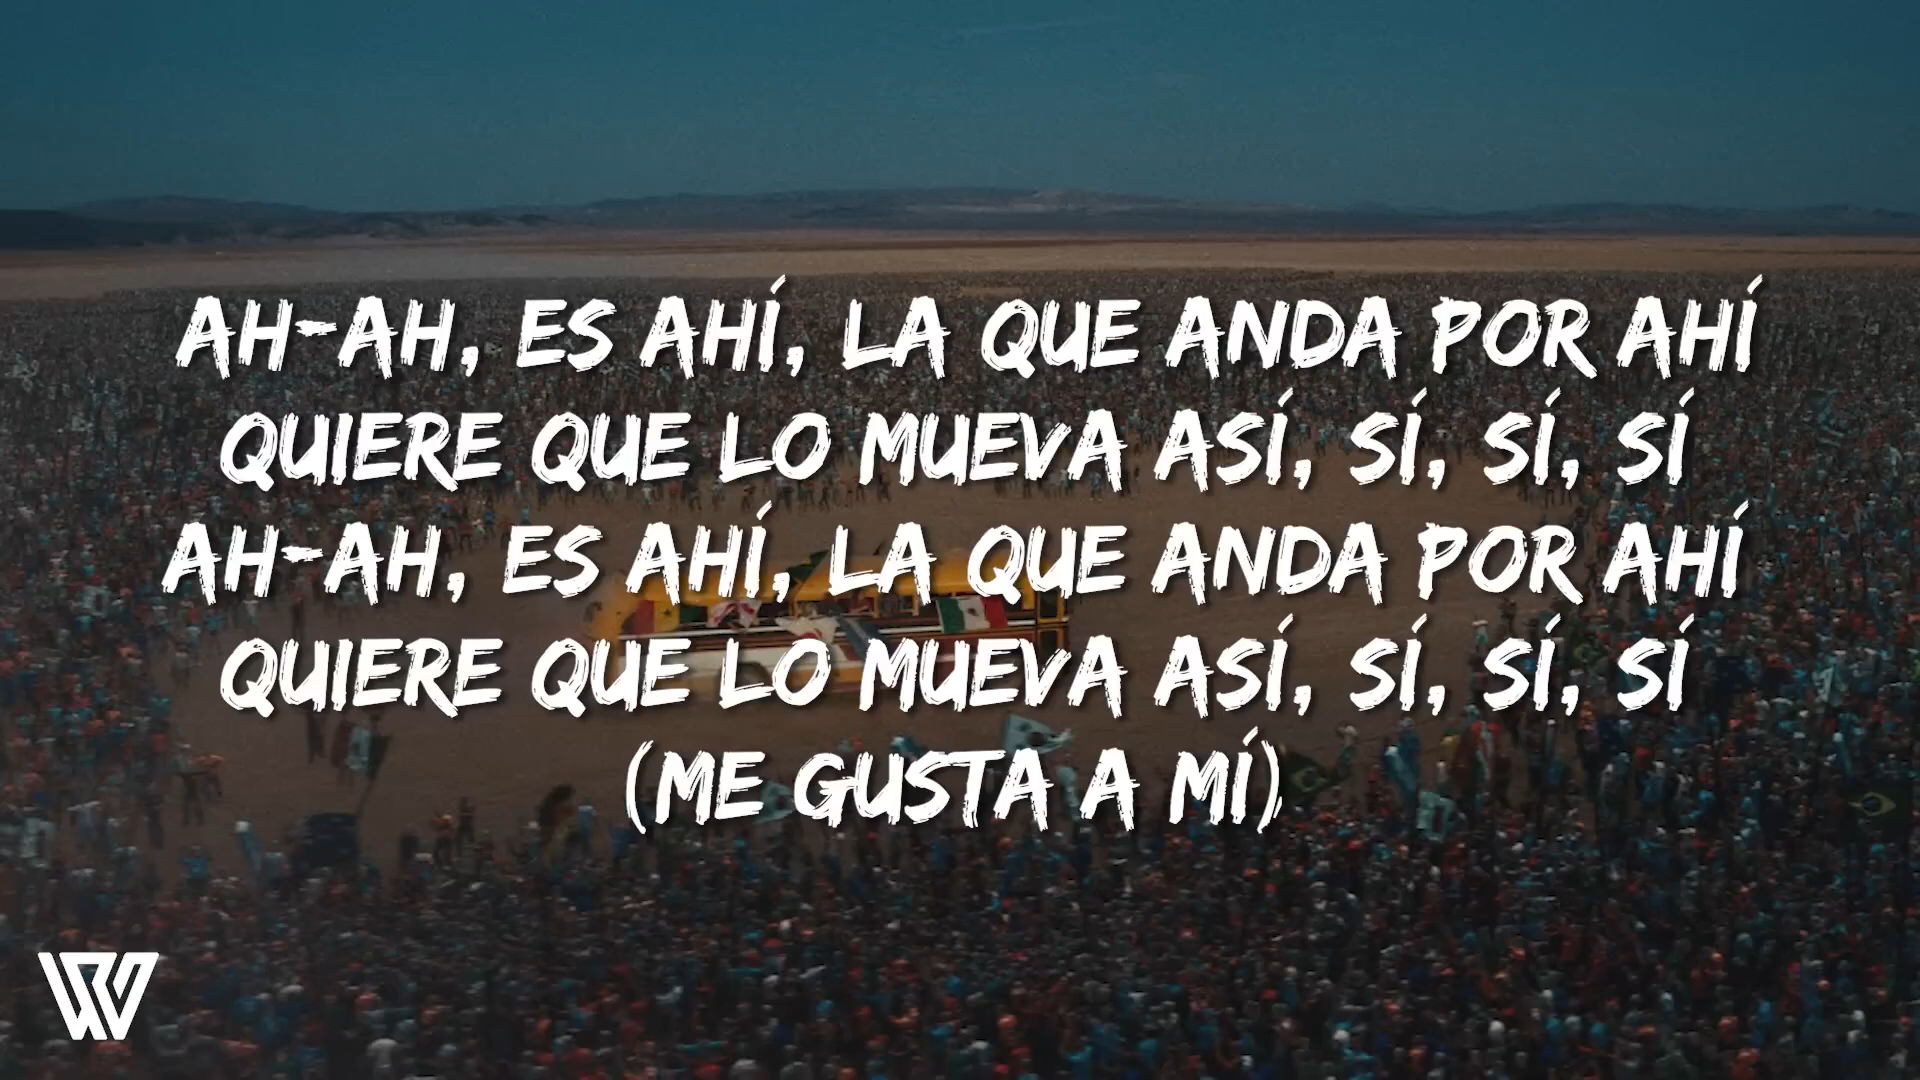 AH-AH, ES AHÍ, LA QUE ANDA POR AHÍ
QUIERE QUE LO MUEVA ASÍ, SÍ, SÍ, SÍ
AH-AH, ES AHÍ, LA QUE ANDA POR AHÍ
QUIERE QUE LO MUEVA ASÍ, SÍ, SÍ, SÍ
(ME GUSTA A MÍ)